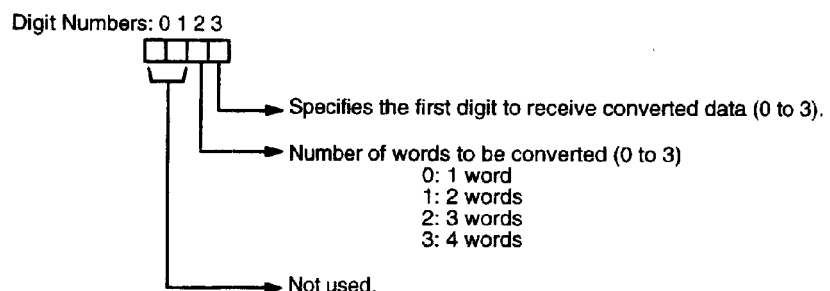 Digit Numbers: 0 1 2 3
Specifies the first digit to receive converted data (0 to 3).
Number of words to be converted (0 to 3)
0: 1 word
1: 2 words
2: 3 words
3: 4 words
Not used.